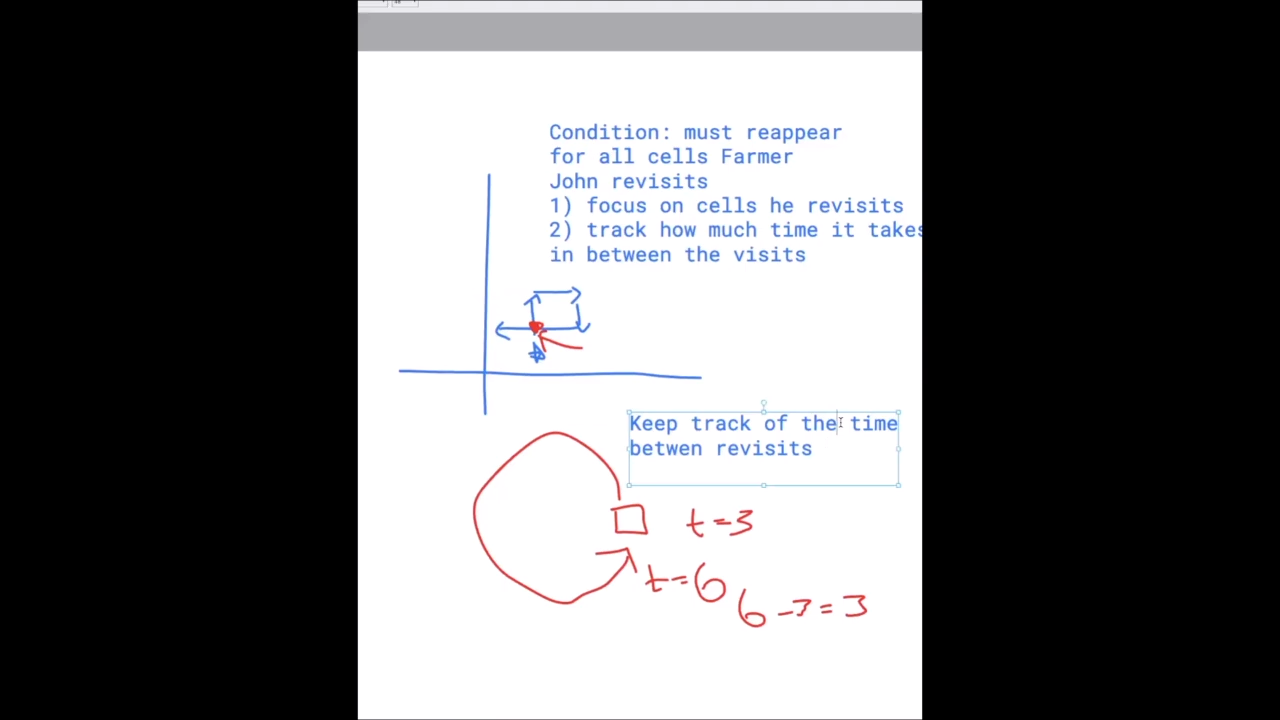 Condition: must reappear
for all cells Farmer
John revisits
1) focus on cells he revisits
2) track how much time it takes
in between the visits
Keep track of the time
betwen revisits
t=3
t=6
6-3=3